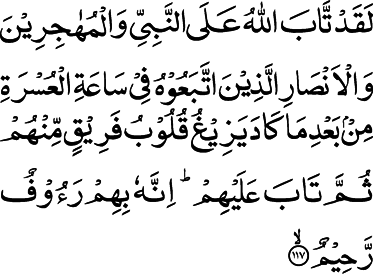 لَقَدْ تَّابَ اللّٰهُ عَلَى النَّبِىِّ وَالْمُهٰجِرِيْنَ
وَالْاَنْصَارِ الَّذِيْنَ اتَّبَعُوْهُ فِىْ سَاعَةِ الْعُسْرَةِ
مِنْۢ بَعْدِ مَا كَادَ يَزِيْغُ قُلُوْبُ فَرِيْقٍ مِّنْهُمْ
ثُمَّ تَابَ عَلَيْهِمْ ؕ اِنَّهٗ بِهِمْ رَءُوْفٌ
رَّحِيْمٌ ۙ‏ ﴿۱۱۷﴾